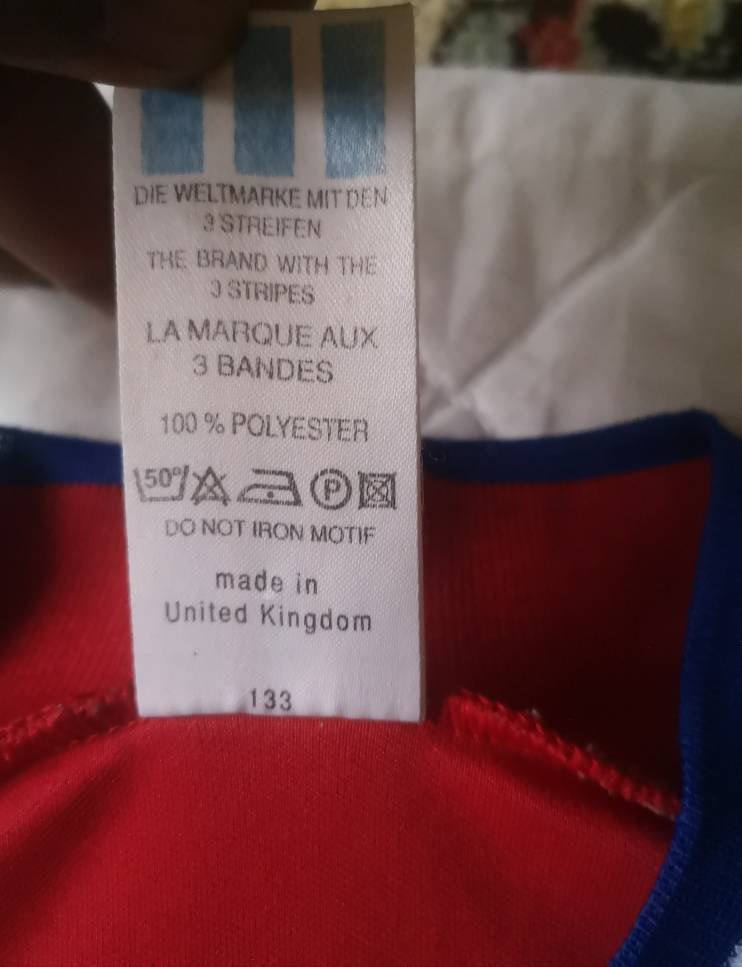 DIE WELTMARKE MIT DEN
3 STREIFEN
THE BRAND WITH THE
3 STRIPES
LA MARQUE AUX
3 BANDES
100 % POLYESTER
50° P
DO NOT IRON MOTIF
made in
United Kingdom
133